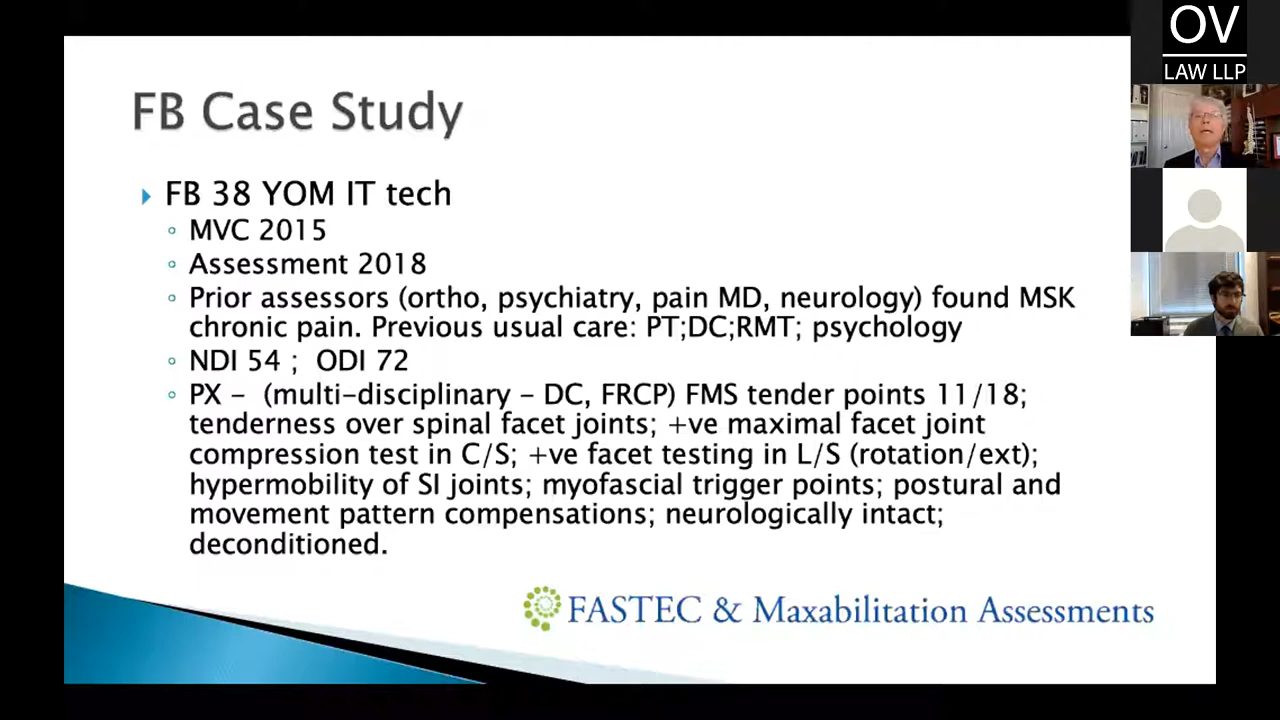 FB Case Study
FB 38 YOM IT tech
MVC 2015
Assessment 2018
Prior assessors (ortho, psychiatry, pain MD, neurology) found MSK
chronic pain. Previous usual care: PT;DC;RMT; psychology
NDI 54 ; ODI 72
PX – (multi-disciplinary – DC, FRCP) FMS tender points 11/18;
tenderness over spinal facet joints; +ve maximal facet joint
compression test in C/S; +ve facet testing in L/S (rotation/ext);
hypermobility of SI joints; myofascial trigger points; postural and
movement pattern compensations; neurologically intact;
deconditioned.
FASTEC & Maxabilitation Assessments
OV
LAW LLP